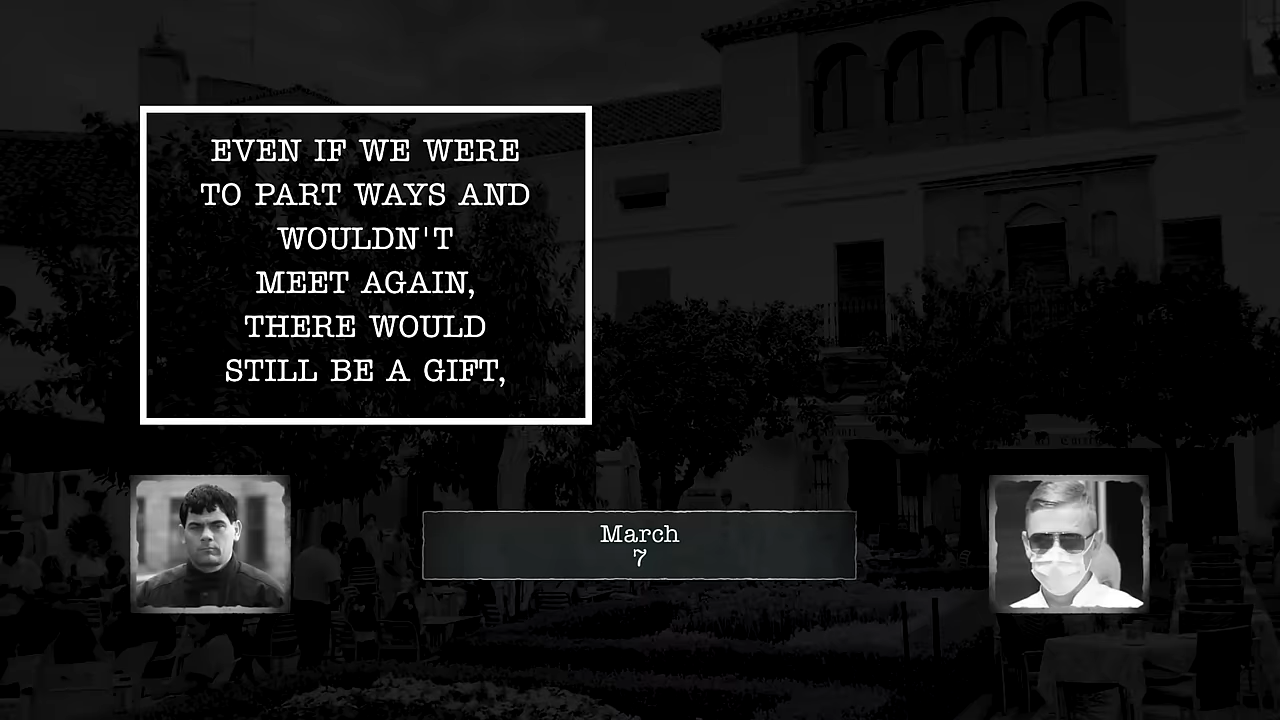 EVEN IF WE WERE
TO PART WAYS AND
WOULDN'T
MEET AGAIN,
THERE WOULD
STILL BE A GIFT,
March
7